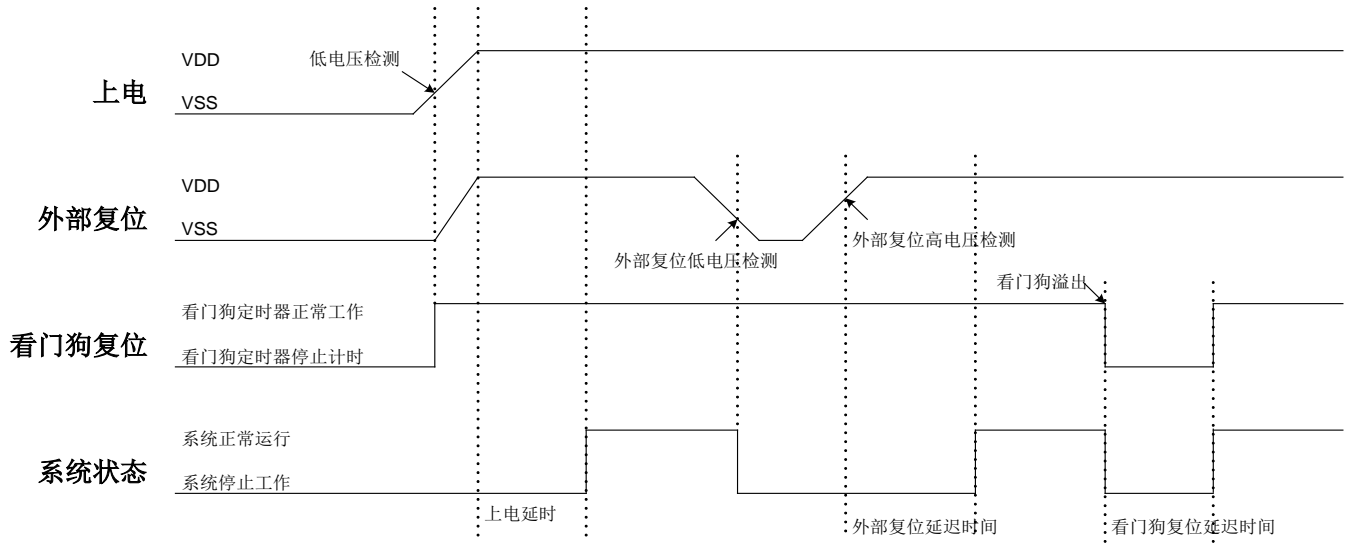 VDD
低电压检测
上电
VSS
VDD
外部复位
VSS
外部复位低电压检测
外部复位高电压检测
看门狗溢出
看门狗定时器正常工作
看门狗复位
看门狗定时器停止计时
系统正常运行
系统状态
系统停止工作
上电延时
外部复位延迟时间
看门狗复位延迟时间